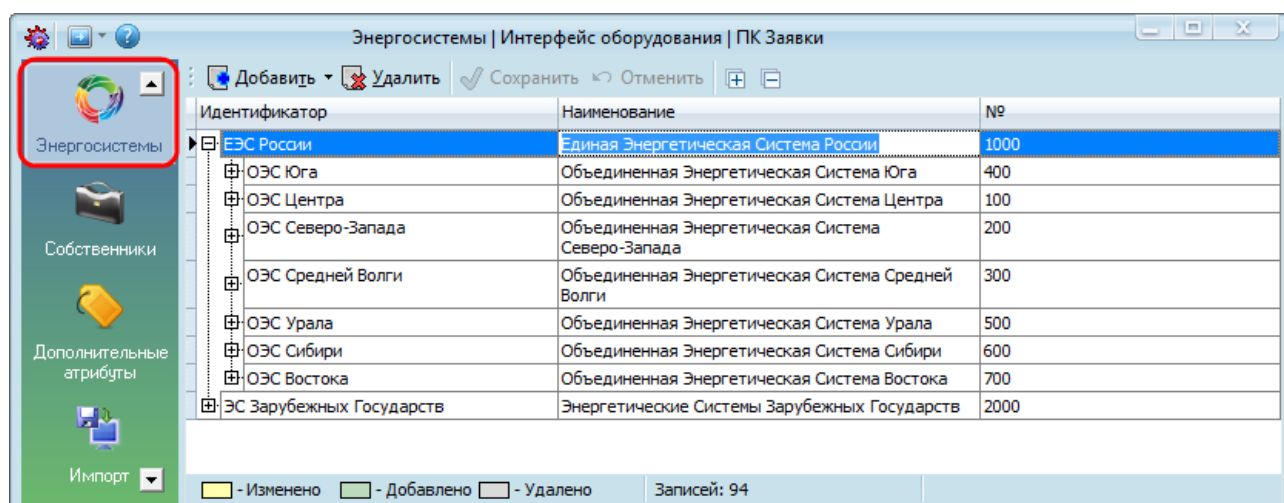 Энергосистемы | Интерфейс оборудования | ПК Заявки
Добавить Удалить Сохранить Отменить
Идентификатор Наименование №
ЕЭС России Единая Энергетическая Система России 1000
ОЭС Юга Объединенная Энергетическая Система Юга 400
ОЭС Центра Объединенная Энергетическая Система Центра 100
ОЭС Северо-Запада Объединенная Энергетическая Система 200
Северо-Запада
ОЭС Средней Волги Объединенная Энергетическая Система Средней 300
Волги
ОЭС Урала Объединенная Энергетическая Система Урала 500
ОЭС Сибири Объединенная Энергетическая Система Сибири 600
ОЭС Востока Объединенная Энергетическая Система Востока 700
ЭС Зарубежных Государств Энергетические Системы Зарубежных Государств 2000
Энергосистемы
Собственники
Дополнительные
атрибуты
Импорт
- Изменено - Добавлено - Удалено Записей: 94